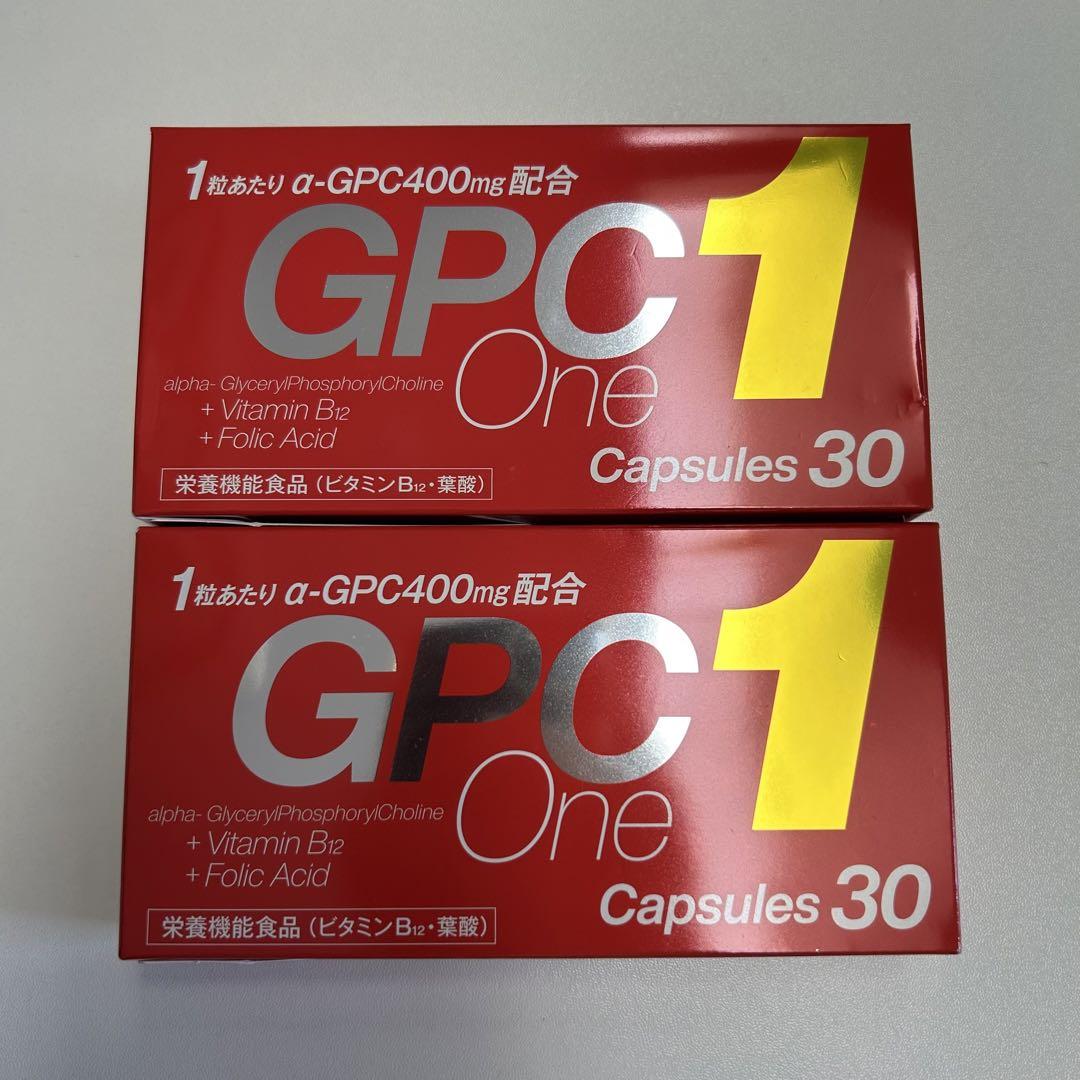 1粒あたり α-GPC400mg 配合
GPC1
One
alpha- GlycerylPhosphorylCholine
+ Vitamin B12
+ Folic Acid
Capsules 30
栄養機能食品(ビタミンB12・葉酸)
1粒あたり α-GPC400mg 配合
GPC1
One
alpha- GlycerylPhosphorylCholine
+ Vitamin B12
+ Folic Acid
Capsules 30
栄養機能食品(ビタミンB12・葉酸)